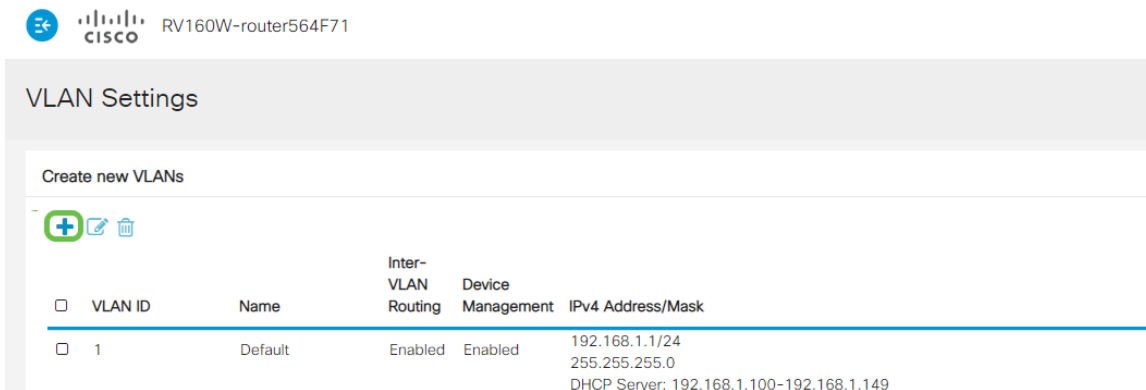 CISCO RV160W-router564F71
VLAN Settings
Create new VLANs
Inter-
VLAN Device
VLAN ID Name Routing Management IPv4 Address/Mask
1 Default Enabled Enabled 192.168.1.1/24
255.255.255.0
DHCP Server: 192.168.1.100-192.168.1.149